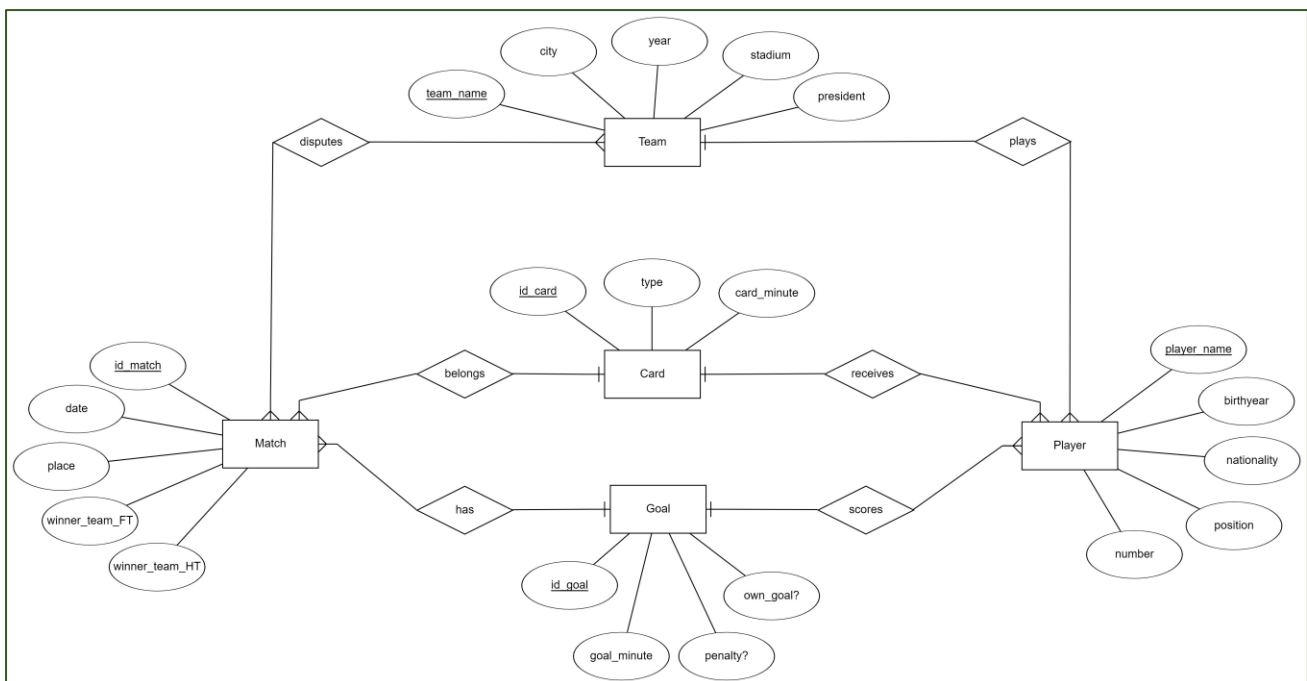 year
city
stadium
team_name
president
disputes
Team
plays
type
id_card
card_minute
player_name
id_match
belongs
Card
receives
birthyear
date
Match
Player
place
nationality
has
Goal
scores
winner_team_FT
position
number
winner_team_HT
id_goal
own_goal?
goal_minute
penalty?